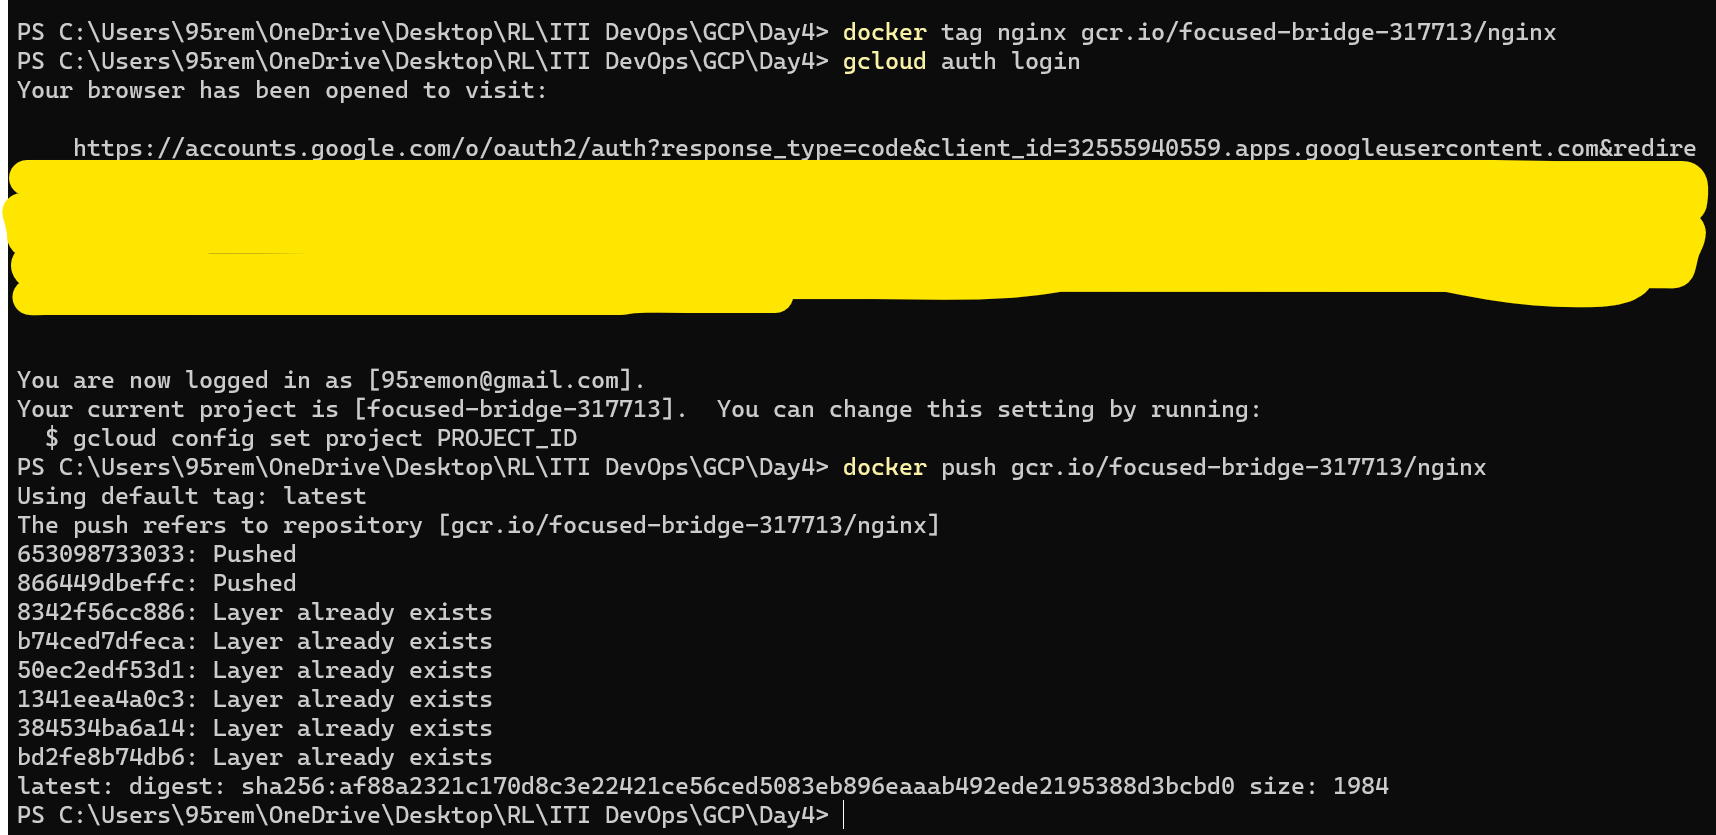 PS C:\Users\95rem\OneDrive\Desktop\RL\ITI DevOps\GCP\Day4> docker tag nginx gcr.io/focused-bridge-317713/nginx
PS C:\Users\95rem\OneDrive\Desktop\RL\ITI DevOps\GCP\Day4> gcloud auth login
Your browser has been opened to visit:
https://accounts.google.com/o/oauth2/auth?response_type=code&client_id=32555940559.apps.googleusercontent.com&redire
You are now logged in as [95remon@gmail.com].
Your current project is [focused-bridge-317713].  You can change this setting by running:
  $ gcloud config set project PROJECT_ID
PS C:\Users\95rem\OneDrive\Desktop\RL\ITI DevOps\GCP\Day4> docker push gcr.io/focused-bridge-317713/nginx
Using default tag: latest
The push refers to repository [gcr.io/focused-bridge-317713/nginx]
653098733033: Pushed
866449dbeffc: Pushed
8342f56cc886: Layer already exists
b74ced7dfeca: Layer already exists
50ec2edf53d1: Layer already exists
1341eea4a0c3: Layer already exists
384534ba6a14: Layer already exists
bd2fe8b74db6: Layer already exists
latest: digest: sha256:af88a2321c170d8c3e22421ce56ced5083eb896eaaab492ede2195388d3bcbd0 size: 1984
PS C:\Users\95rem\OneDrive\Desktop\RL\ITI DevOps\GCP\Day4>